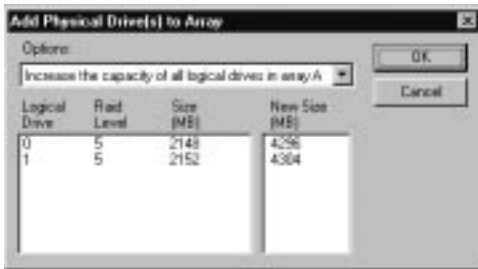 Add Physical Drive(s) to Array
Options:
Increase the capacity of all logical drives in array A
OK
Cancel
Logical Drive Raid Level Size (MB) New Size (MB)
0 5 2148 4296
1 5 2152 4304